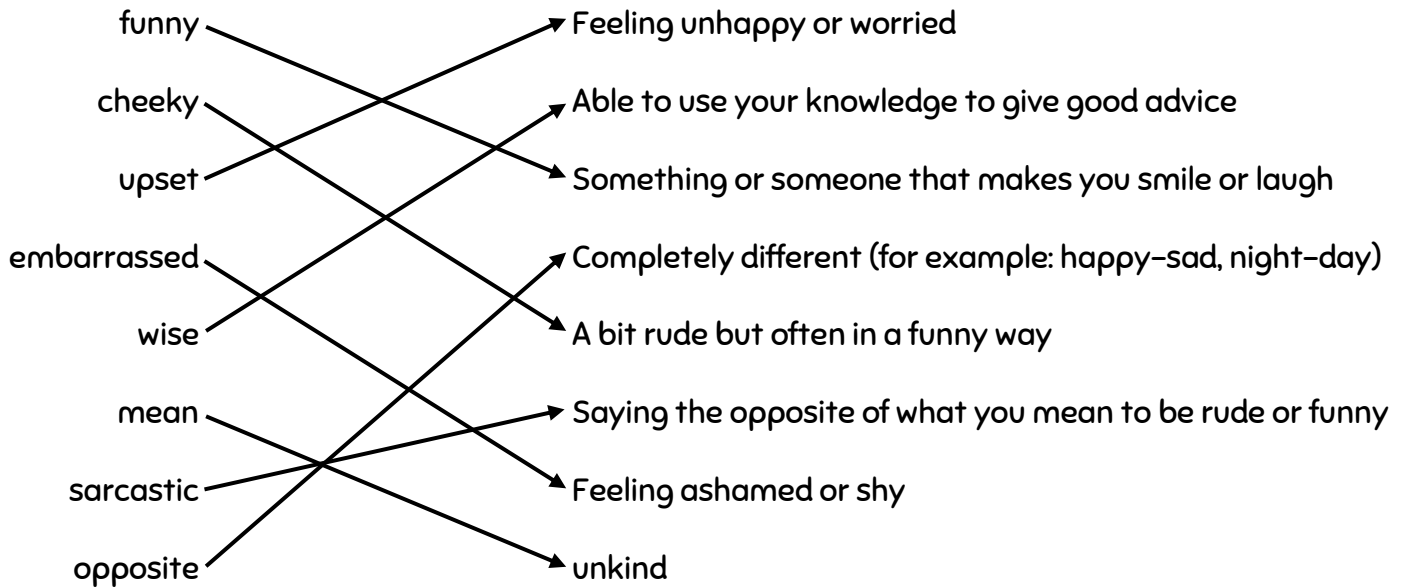 funny Feeling unhappy or worried
cheeky Able to use your knowledge to give good advice
upset Something or someone that makes you smile or laugh
embarrassed Completely different (for example: happy-sad, night-day)
wise A bit rude but often in a funny way
mean Saying the opposite of what you mean to be rude or funny
sarcastic Feeling ashamed or shy
opposite unkind